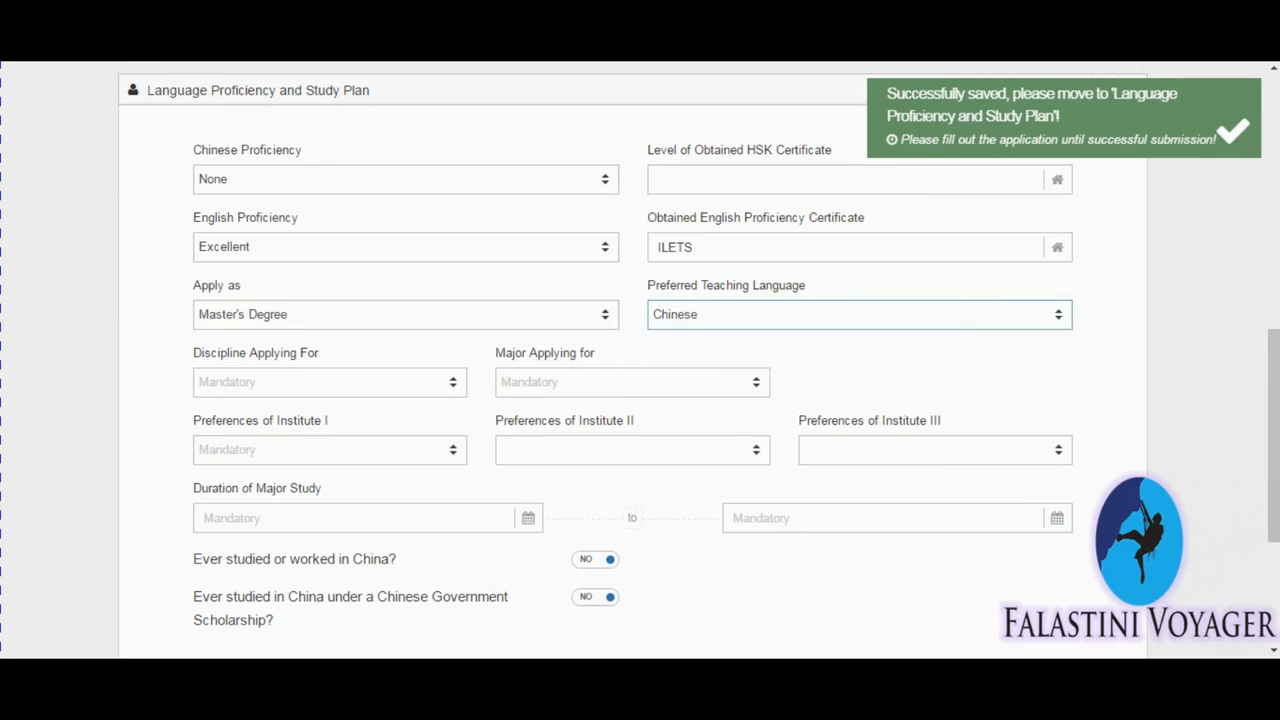 Language Proficiency and Study Plan
Successfully saved, please move to 'Language
Proficiency and Study Plan'!
Please fill out the application until successful submission!
Chinese Proficiency
Level of Obtained HSK Certificate
None
English Proficiency
Obtained English Proficiency Certificate
Excellent
ILETS
Apply as
Preferred Teaching Language
Master's Degree
Chinese
Discipline Applying For
Major Applying for
Mandatory
Mandatory
Preferences of Institute I
Preferences of Institute II
Preferences of Institute III
Mandatory
Duration of Major Study
Mandatory
to
Mandatory
Ever studied or worked in China?
NO
Ever studied in China under a Chinese Government
Scholarship?
NO
FALASTINI VOYAGER